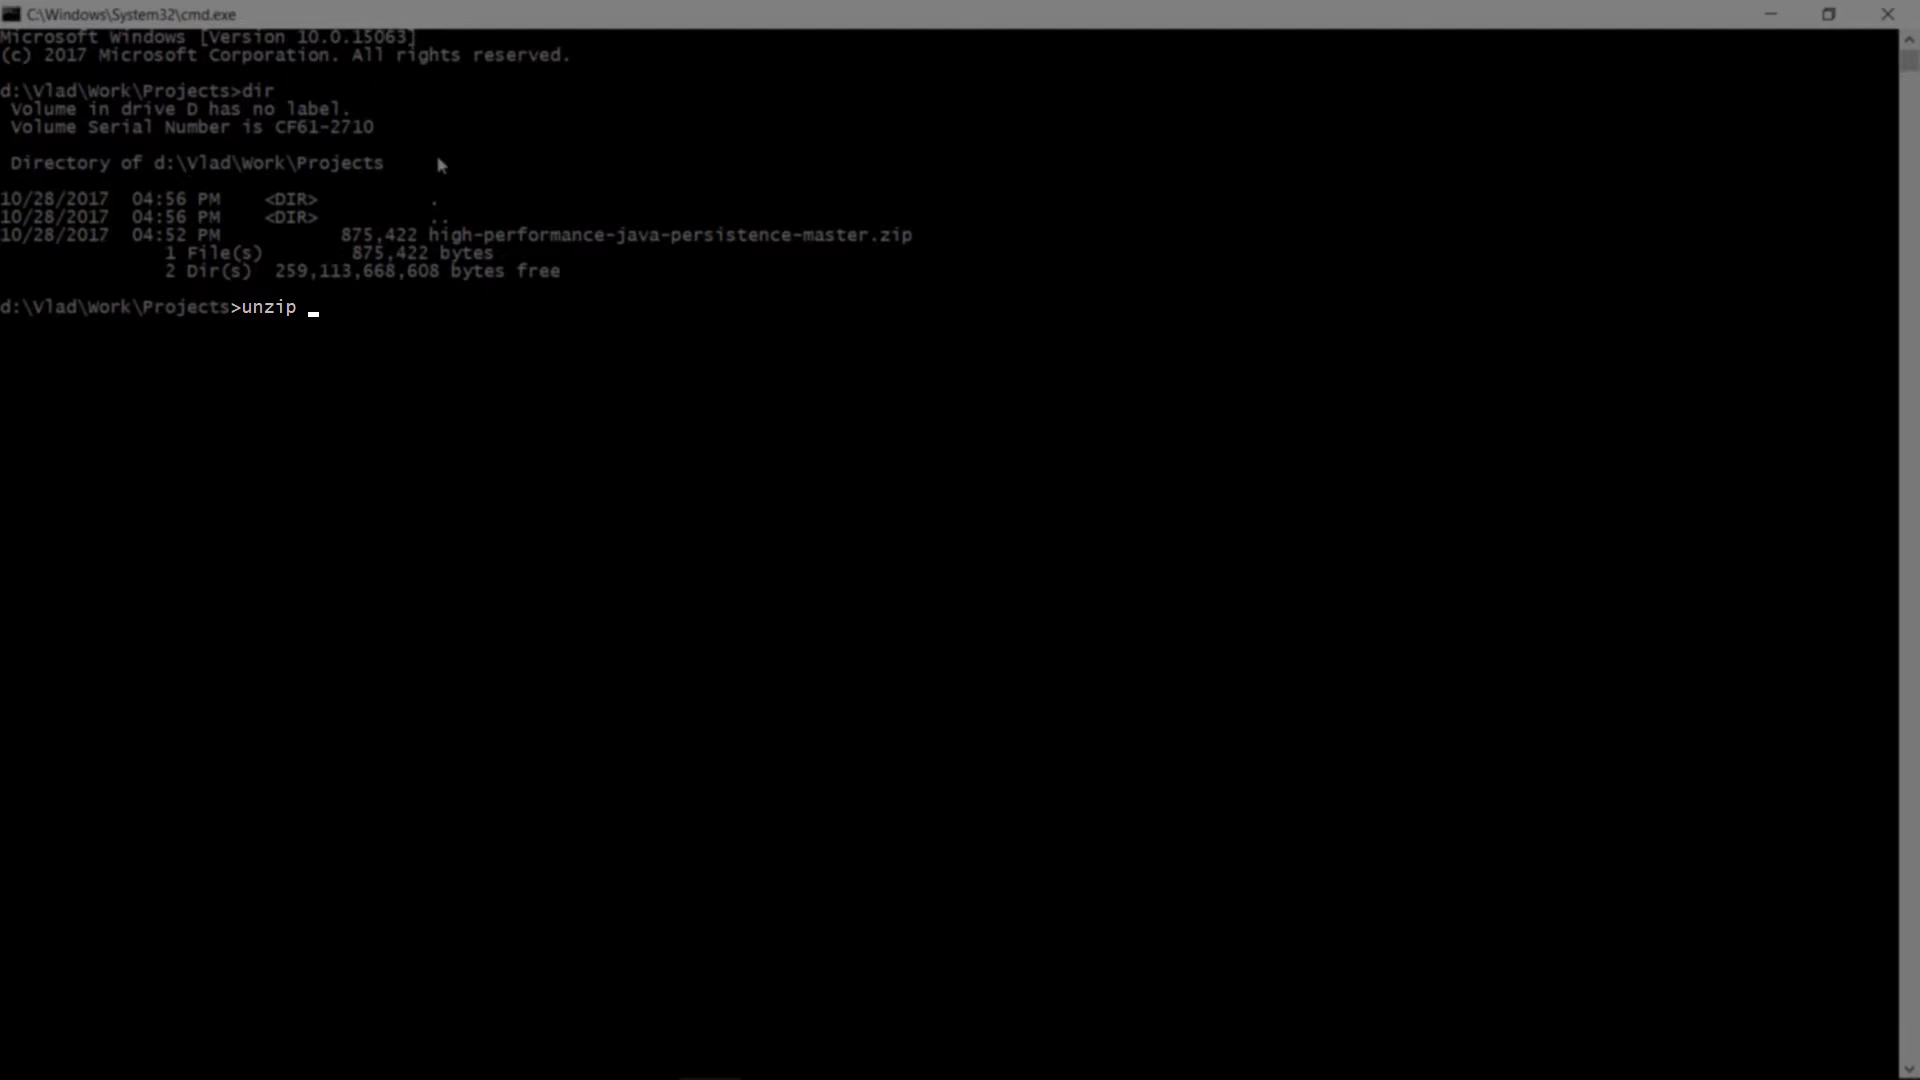 C:\Windows\System32\cmd.exe
Microsoft Windows [Version 10.0.15063]
(c) 2017 Microsoft Corporation. All rights reserved.
d:\Vlad\Work\Projects>dir
Volume in drive D has no label.
Volume Serial Number is CF61-2710
Directory of d:\Vlad\Work\Projects
10/28/2017  04:56 PM    <DIR>          .
10/28/2017  04:56 PM    <DIR>          ..
10/28/2017  04:52 PM           875,422 high-performance-java-persistence-master.zip
1 File(s)        875,422 bytes
2 Dir(s)  259,113,668,608 bytes free
d:\Vlad\Work\Projects>unzip